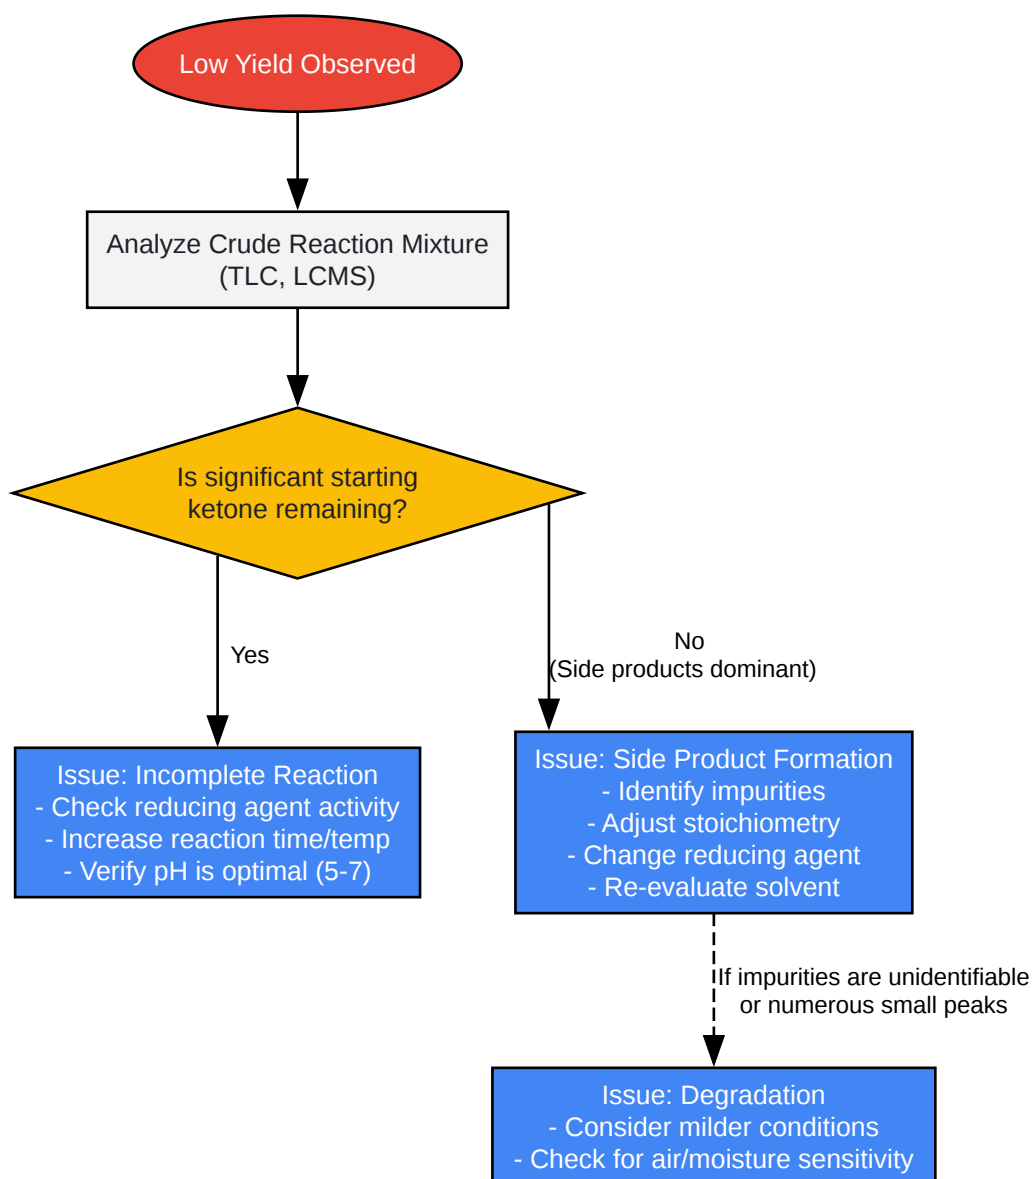 Low Yield Observed
Analyze Crude Reaction Mixture
(TLC, LCMS)
Is significant starting
ketone remaining?
Yes
No
(Side products dominant)
Issue: Incomplete Reaction
- Check reducing agent activity
- Increase reaction time/temp
- Verify pH is optimal (5-7)
Issue: Side Product Formation
- Identify impurities
- Adjust stoichiometry
- Change reducing agent
- Re-evaluate solvent
If impurities are unidentifiable
or numerous small peaks
Issue: Degradation
- Consider milder conditions
- Check for air/moisture sensitivity